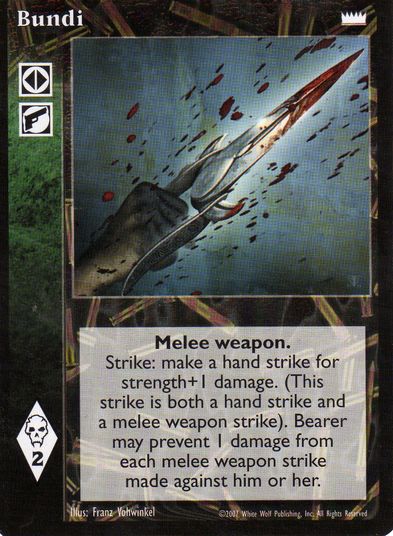 Bundi
Melee weapon.
Strike: make a hand strike for
strength+1 damage. (This
strike is both a hand strike and
a melee weapon strike). Bearer
may prevent 1 damage from
each melee weapon strike
made against him or her.
2
Illus: Franz Vohwinkel
©2007 White Wolf Publishing, Inc. All Rights Reserved